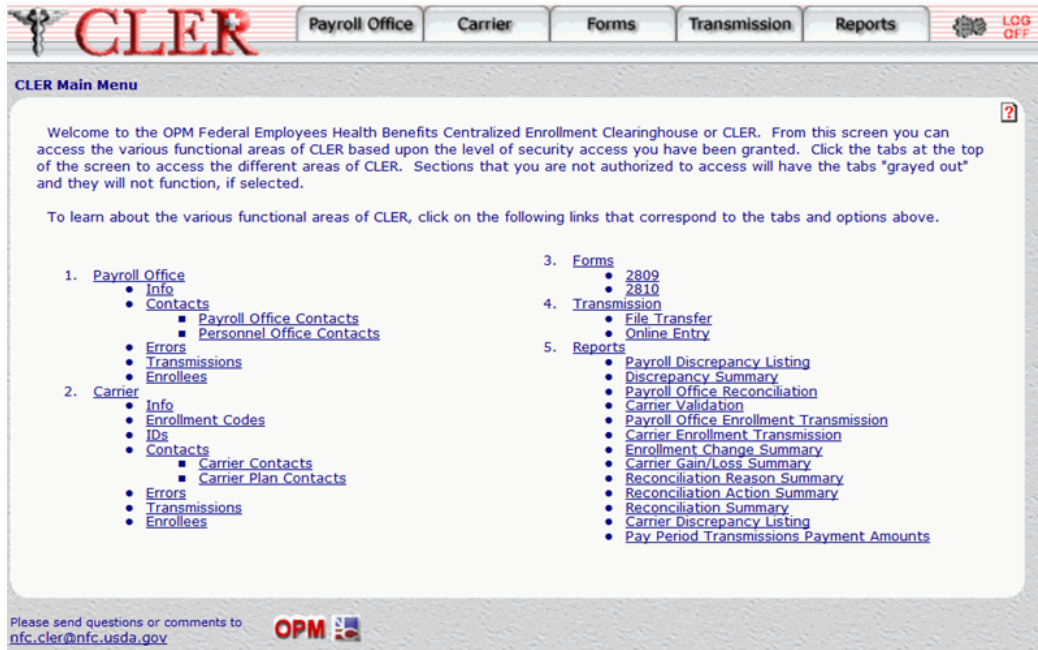 CLER
Payroll Office
Carrier
Forms
Transmission
Reports
LOG
OFF
CLER Main Menu
?
Welcome to the OPM Federal Employees Health Benefits Centralized Enrollment Clearinghouse or CLER. From this screen you can
access the various functional areas of CLER based upon the level of security access you have been granted. Click the tabs at the top
of the screen to access the different areas of CLER. Sections that you are not authorized to access will have the tabs "grayed out"
and they will not function, if selected.
To learn about the various functional areas of CLER, click on the following links that correspond to the tabs and options above.
1. Payroll Office
• Info
• Contacts
▪ Payroll Office Contacts
▪ Personnel Office Contacts
• Errors
• Transmissions
• Enrollees
2. Carrier
• Info
• Enrollment Codes
• IDs
• Contacts
▪ Carrier Contacts
▪ Carrier Plan Contacts
• Errors
• Transmissions
• Enrollees
3. Forms
• 2809
• 2810
4. Transmission
• File Transfer
• Online Entry
5. Reports
• Payroll Discrepancy Listing
• Discrepancy Summary
• Payroll Office Reconciliation
• Carrier Validation
• Payroll Office Enrollment Transmission
• Carrier Enrollment Transmission
• Enrollment Change Summary
• Carrier Gain/Loss Summary
• Reconciliation Reason Summary
• Reconciliation Action Summary
• Reconciliation Summary
• Carrier Discrepancy Listing
• Pay Period Transmissions Payment Amounts
Please send questions or comments to
nfc.cler@nfc.usda.gov
OPM